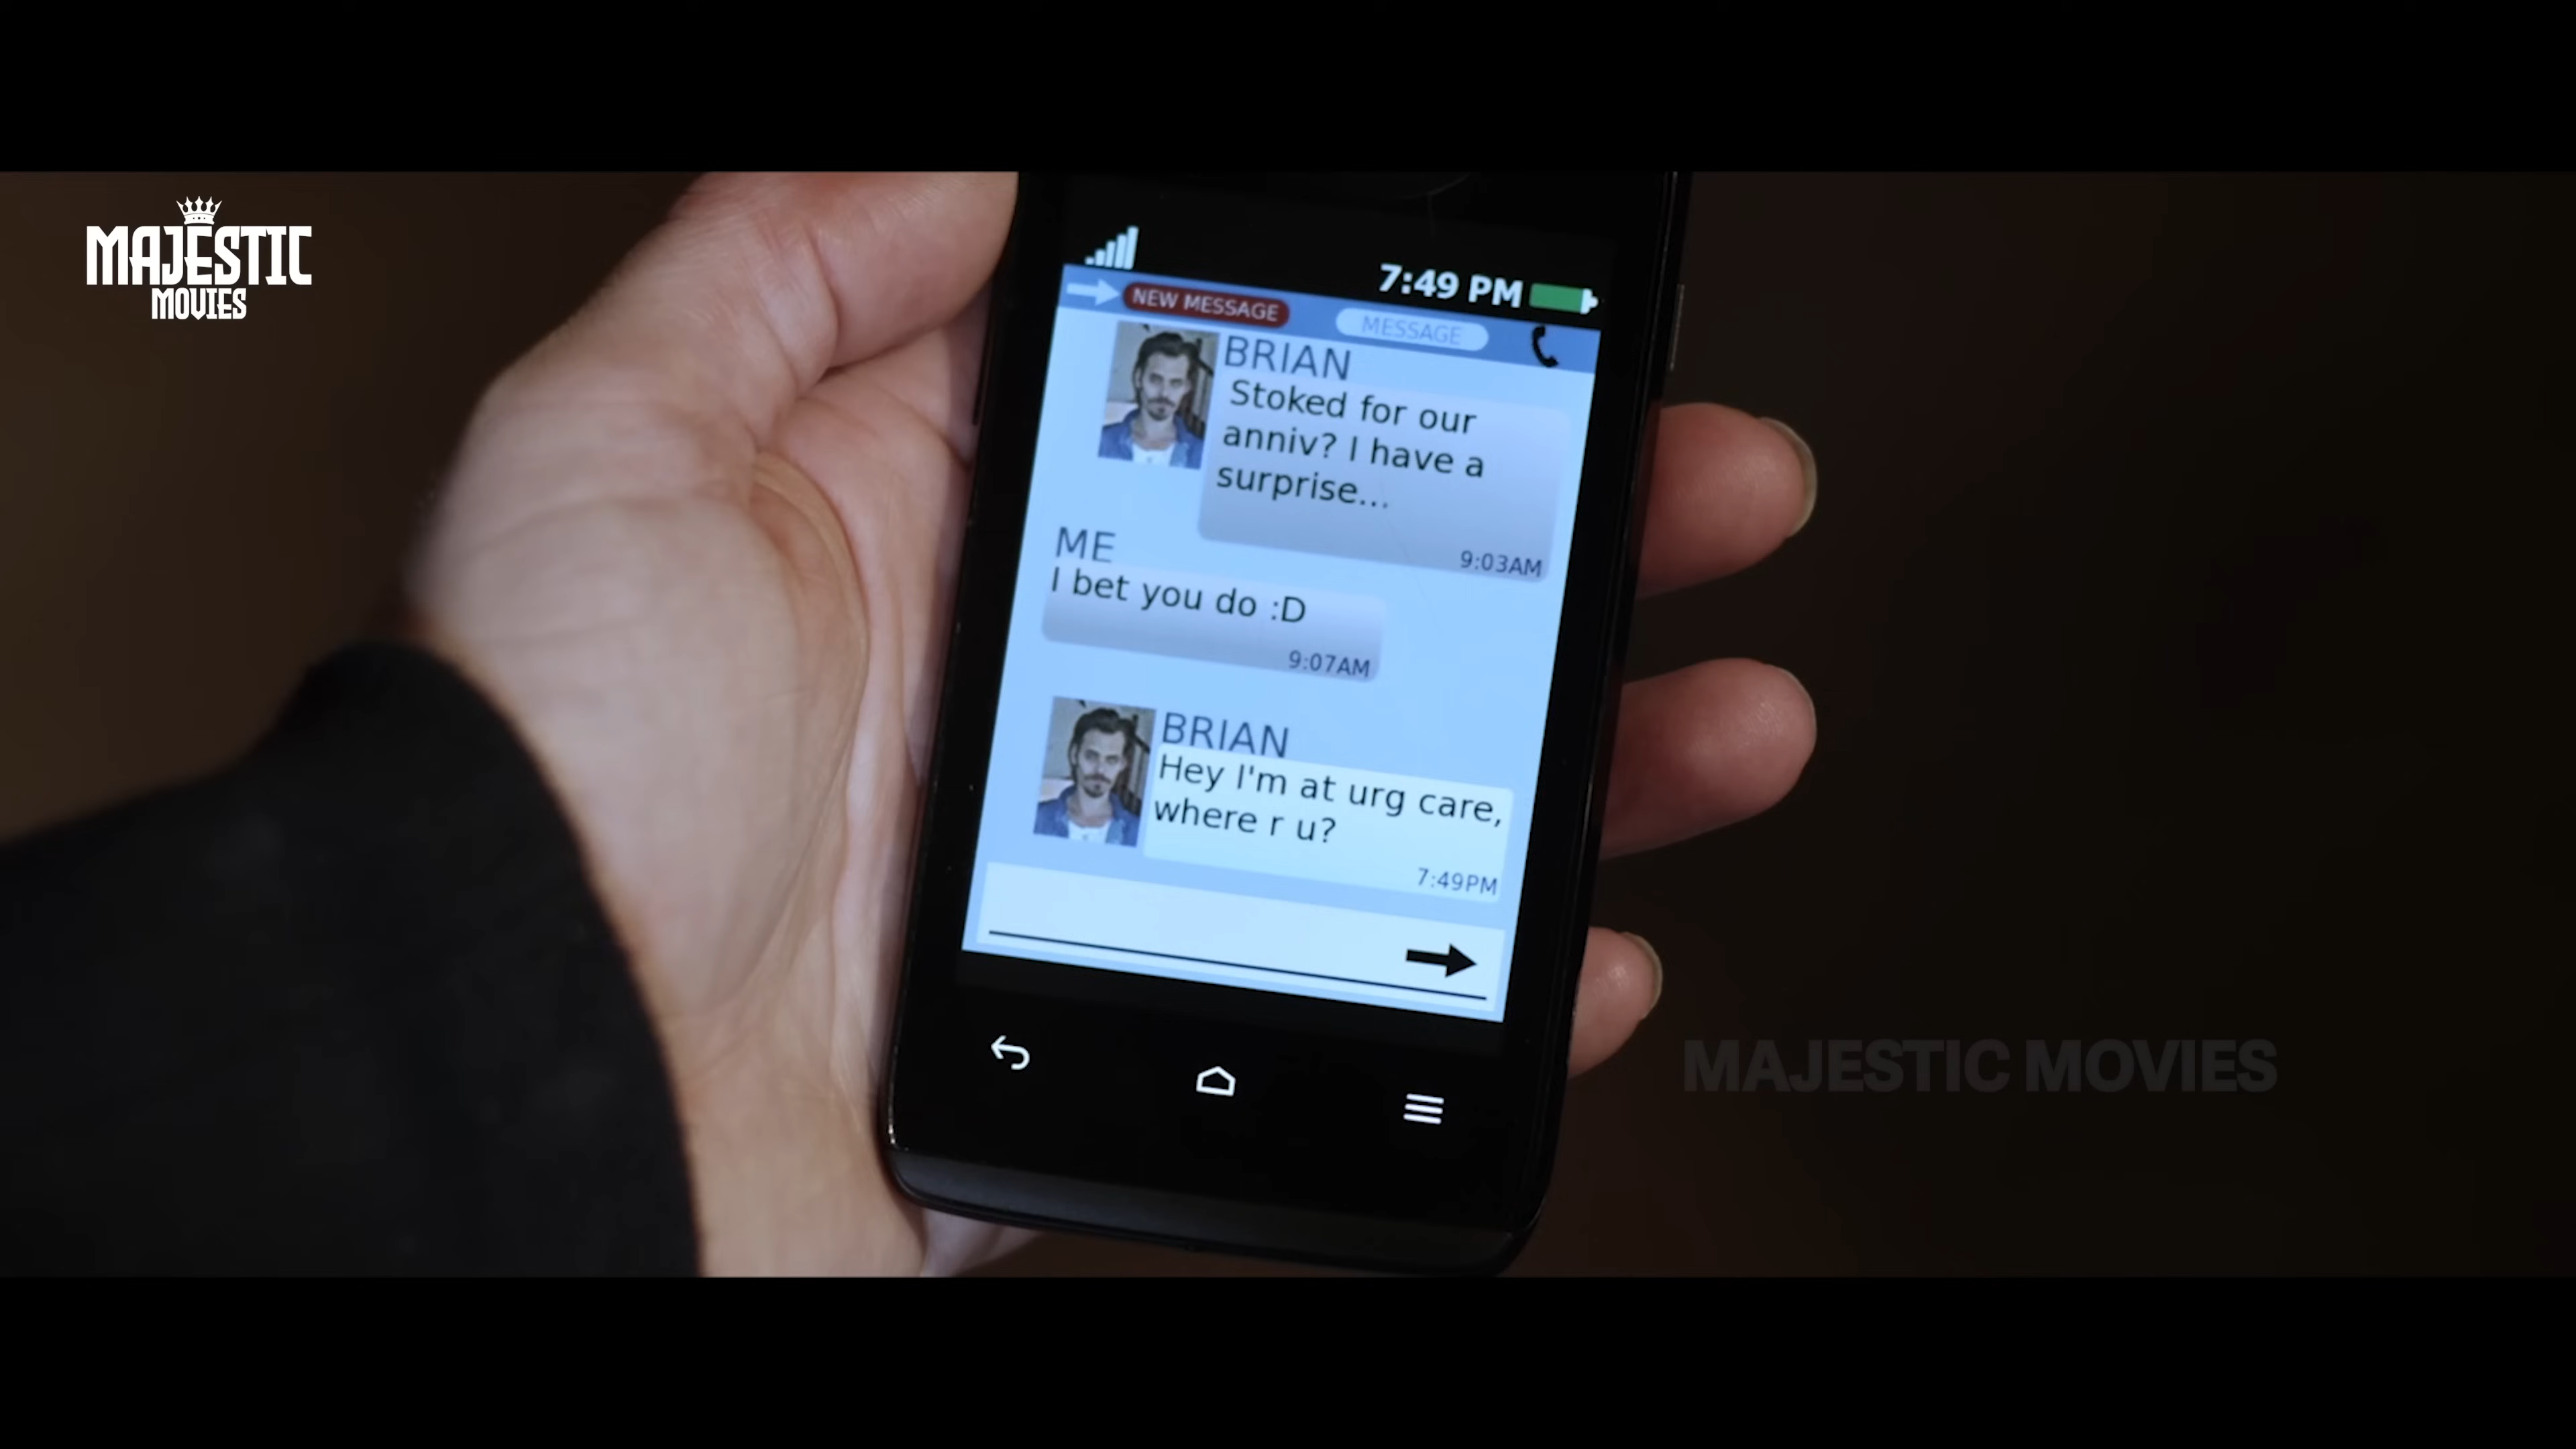 MAJESTIC
MOVIES
7:49 PM
NEW MESSAGE
MESSAGE
BRIAN
Stoked for our
anniv? I have a
surprise...
9:03AM
ME
I bet you do :D
9:07AM
BRIAN
Hey I'm at urg care,
where r u?
7:49PM
MAJESTIC MOVIES